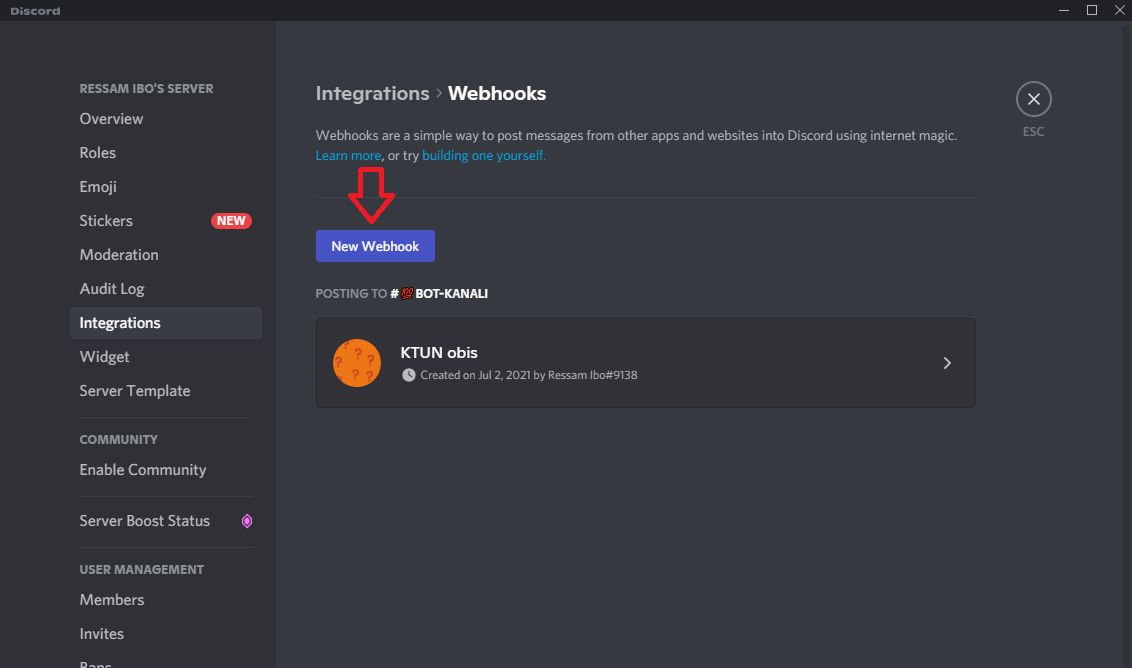 Discord
RESSAM IBO'S SERVER
Overview
Roles
Emoji
Stickers NEW
Moderation
Audit Log
Integrations
Widget
Server Template
COMMUNITY
Enable Community
Server Boost Status
USER MANAGEMENT
Members
Invites
Bans
Integrations > Webhooks
ESC
Webhooks are a simple way to post messages from other apps and websites into Discord using internet magic.
Learn more, or try building one yourself.
New Webhook
POSTING TO # 💯BOT-KANALI
KTUN obis
Created on Jul 2, 2021 by Ressam Ibo#9138